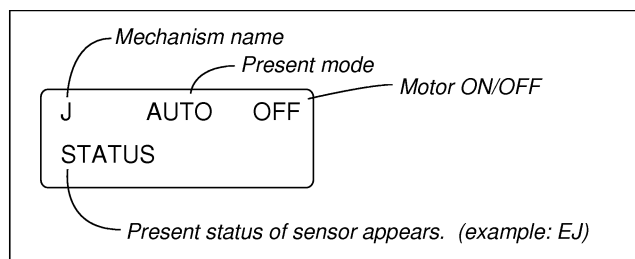 Mechanism name
Present mode
Motor ON/OFF
J AUTO OFF
STATUS
Present status of sensor appears. (example: EJ)